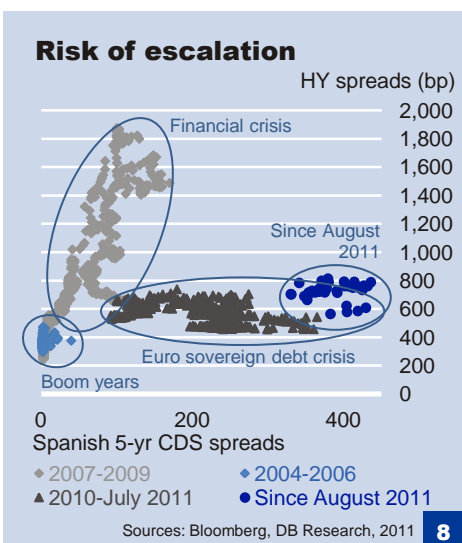 Risk of escalation
HY spreads (bp)
2,000
Financial crisis
1,800
1,600
1,400
Since August
2011
1,200
1,000
800
600
400
Euro sovereign debt crisis
200
Boom years
0
0 200 400
Spanish 5-yr CDS spreads
2007-2009 2004-2006
2010-July 2011 Since August 2011
Sources: Bloomberg, DB Research, 2011 8